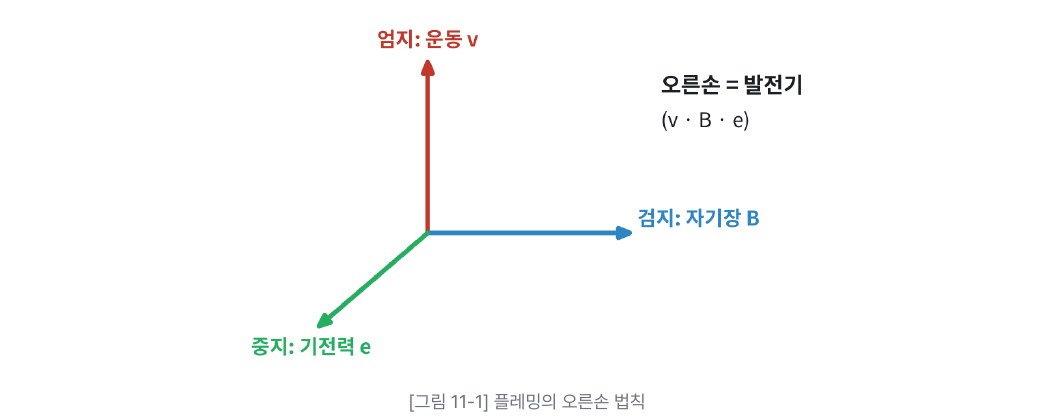 엄지: 운동 v
오른손 = 발전기
(v · B · e)
검지: 자기장 B
중지: 기전력 e
[그림 11-1] 플레밍의 오른손 법칙